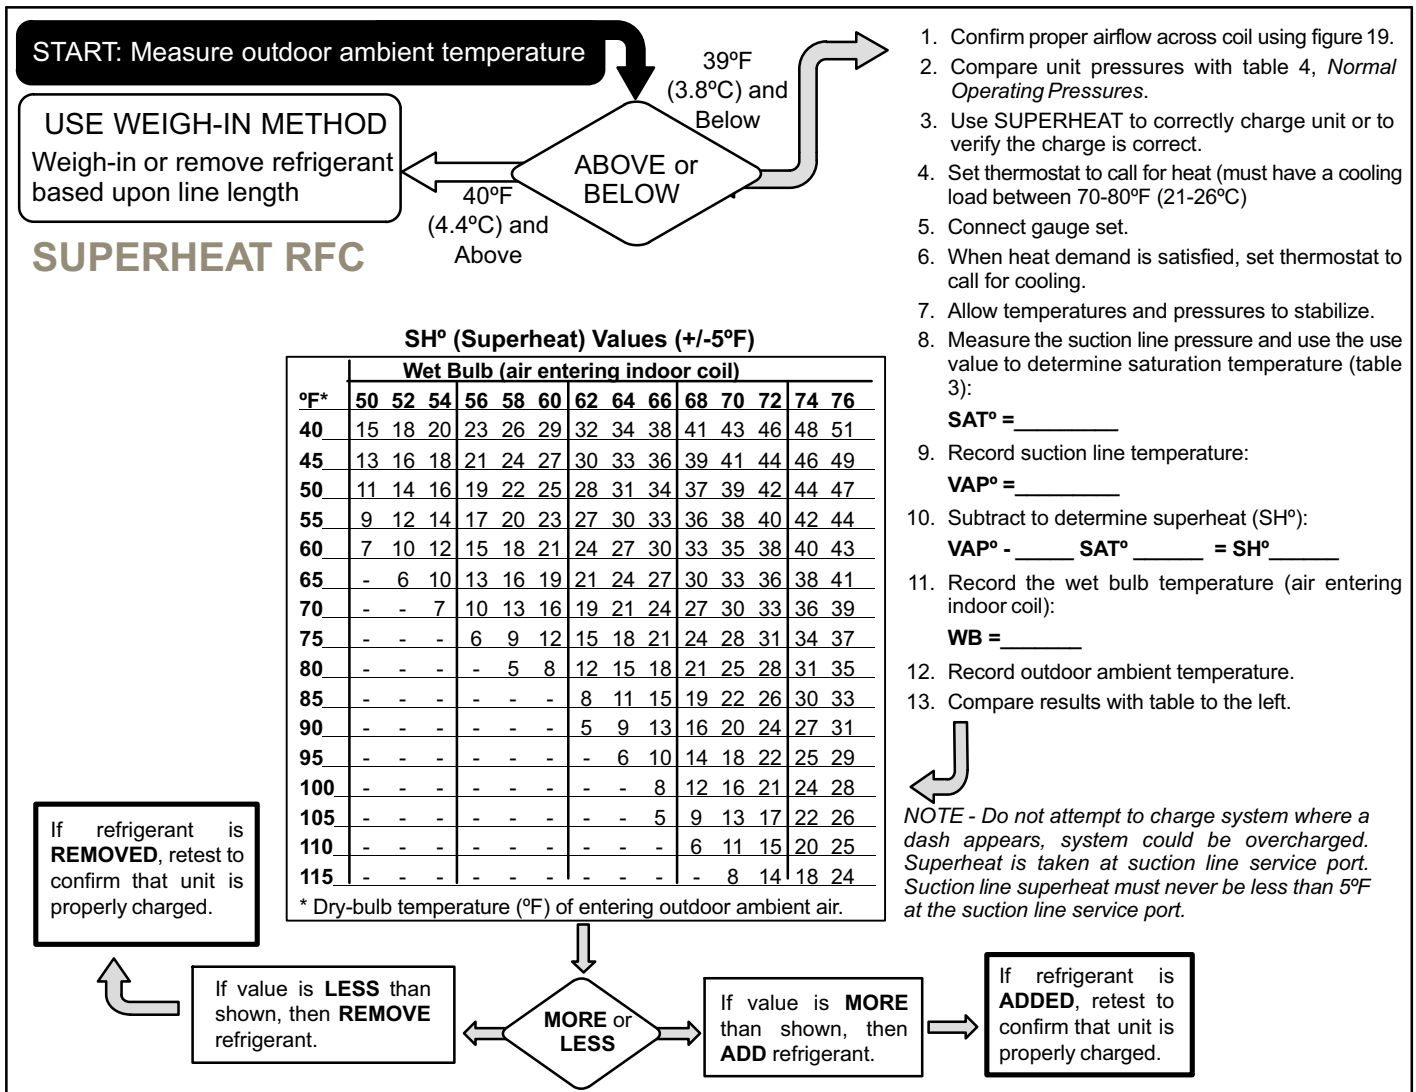 START: Measure outdoor ambient temperature
USE WEIGH-IN METHOD
Weigh-in or remove refrigerant
based upon line length
39ºF
(3.8ºC) and
Below
ABOVE or
BELOW
40ºF
(4.4ºC) and
Above
SUPERHEAT RFC
1. Confirm proper airflow across coil using figure 19.
2. Compare unit pressures with table 4, Normal
Operating Pressures.
3. Use SUPERHEAT to correctly charge unit or to
verify the charge is correct.
4. Set thermostat to call for heat (must have a cooling
load between 70-80ºF (21-26ºC)
5. Connect gauge set.
6. When heat demand is satisfied, set thermostat to
call for cooling.
7. Allow temperatures and pressures to stabilize.
8. Measure the suction line pressure and use the use
value to determine saturation temperature (table
3):
SATº =_________
9. Record suction line temperature:
VAPº =_________
10. Subtract to determine superheat (SHº):
VAPº - _____ SATº ______ = SHº______
11. Record the wet bulb temperature (air entering
indoor coil):
WB =_______
12. Record outdoor ambient temperature.
13. Compare results with table to the left.
SHº (Superheat) Values (+/-5ºF)
Wet Bulb (air entering indoor coil)
ºF* 50 52 54 56 58 60 62 64 66 68 70 72 74 76
40 15 18 20 23 26 29 32 34 38 41 43 46 48 51
45 13 16 18 21 24 27 30 33 36 39 41 44 46 49
50 11 14 16 19 22 25 28 31 34 37 39 42 44 47
55 9 12 14 17 20 23 27 30 33 36 38 40 42 44
60 7 10 12 15 18 21 24 27 30 33 35 38 40 43
65 - 6 10 13 16 19 21 24 27 30 33 36 38 41
70 - - 7 10 13 16 19 21 24 27 30 33 36 39
75 - - - 6 9 12 15 18 21 24 28 31 34 37
80 - - - - 5 8 12 15 18 21 25 28 31 35
85 - - - - - - 8 11 15 19 22 26 30 33
90 - - - - - - 5 9 13 16 20 24 27 31
95 - - - - - - - 6 10 14 18 22 25 29
100 - - - - - - - - 8 12 16 21 24 28
105 - - - - - - - - 5 9 13 17 22 26
110 - - - - - - - - - 6 11 15 20 25
115 - - - - - - - - - - 8 14 18 24
* Dry-bulb temperature (ºF) of entering outdoor ambient air.
NOTE - Do not attempt to charge system where a
dash appears, system could be overcharged.
Superheat is taken at suction line service port.
Suction line superheat must never be less than 5ºF
at the suction line service port.
If refrigerant is
REMOVED, retest to
confirm that unit is
properly charged.
If value is LESS than
shown, then REMOVE
refrigerant.
MORE or
LESS
If value is MORE
than shown, then
ADD refrigerant.
If refrigerant is
ADDED, retest to
confirm that unit is
properly charged.